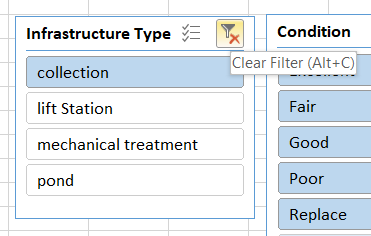 Infrastructure Type
Clear Filter (Alt+C)
collection
lift Station
mechanical treatment
pond
Condition
Fair
Good
Poor
Replace